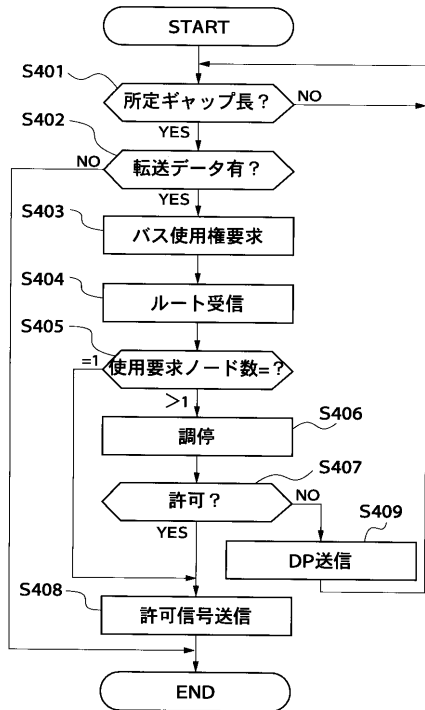 START
S401
所定ギャップ長？
NO
YES
S402
NO
転送データ有？
YES
S403
バス使用権要求
S404
ルート受信
S405
=1
使用要求ノード数=？
＞1
S406
調停
S407
許可？
NO
YES
S409
DP送信
S408
許可信号送信
END